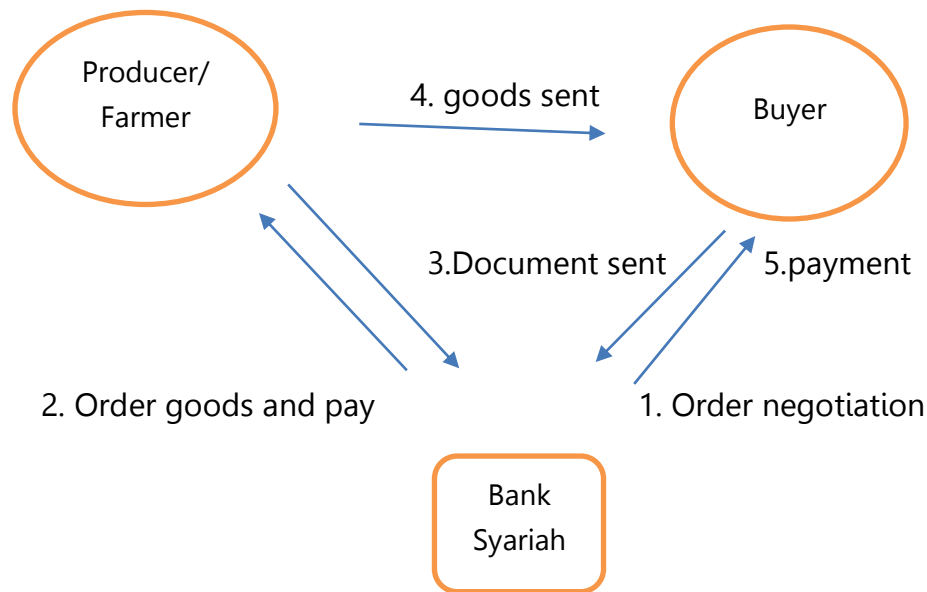 Producer/
Farmer
4. goods sent
Buyer
3.Document sent
5.payment
2. Order goods and pay
1. Order negotiation
Bank
Syariah